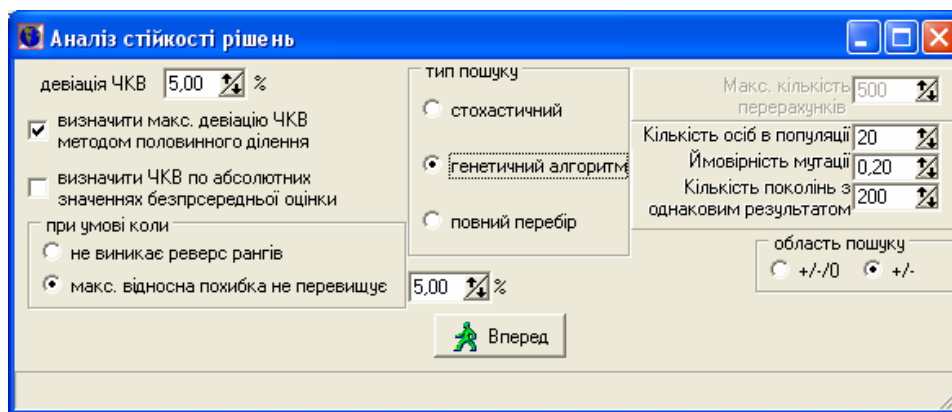 Аналіз стійкості рішень
девіація ЧКВ 5,00 %
визначити макс. девіацію ЧКВ
методом половинного ділення
визначити ЧКВ по абсолютних
значеннях безпрсередньої оцінки
при умові коли
не виникає реверс рангів
макс. відносна похибка не перевищує 5,00 %
тип пошуку
стохастичний
генетичний алгоритм
повний перебір
Макс. кількість
перерахунків 500
Кількість осіб в популяції 20
Ймовірність мутації 0,20
Кількість поколінь з
однаковим результатом 200
область пошуку
+/-/0 +/-
Вперед